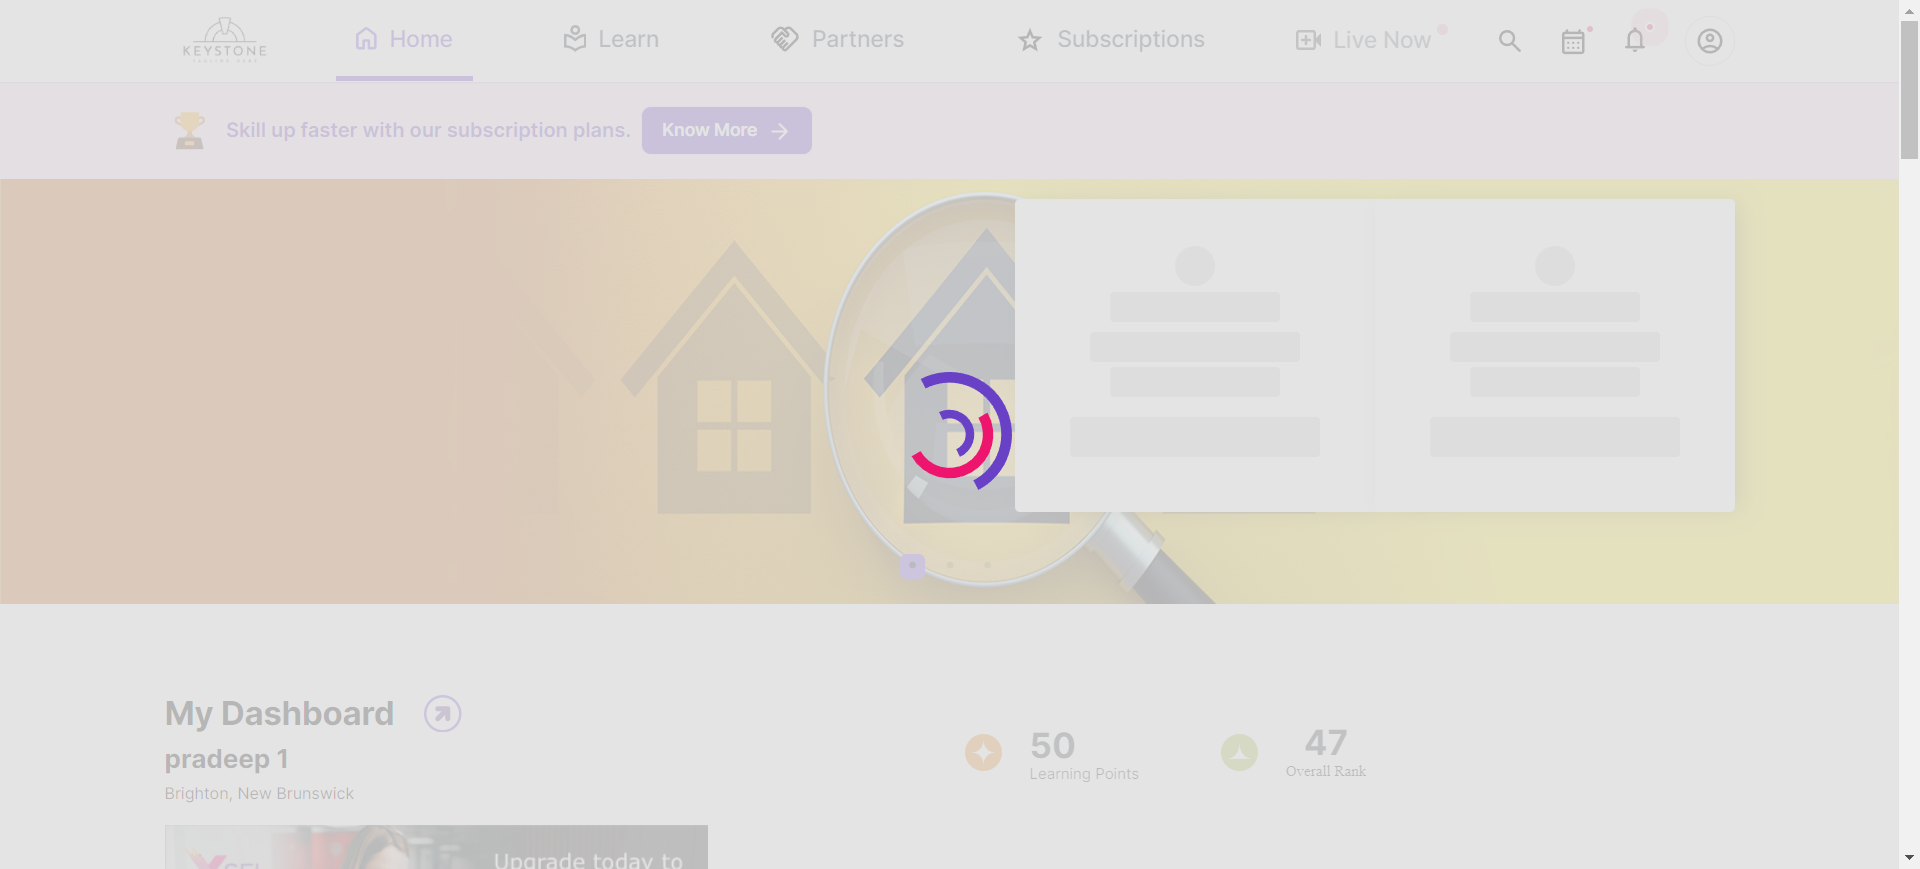 KEYSTONE
Home
Learn
Partners
Subscriptions
Live Now
Skill up faster with our subscription plans.
Know More
My Dashboard
pradeep 1
Brighton, New Brunswick
50
Learning Points
47
Overall Rank
Upgrade today to